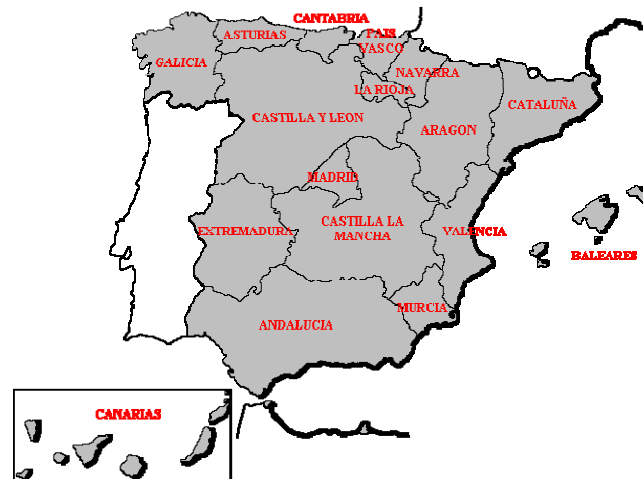 CANTABRIA
ASTURIAS
PAIS
VASCO
GALICIA
NAVARRA
LA RIOJA
CATALUÑA
CASTILLA Y LEON
ARAGON
MADRID
CASTILLA LA
MANCHA
EXTREMADURA
VALENCIA
BALEARES
MURCIA
ANDALUCIA
CANARIAS